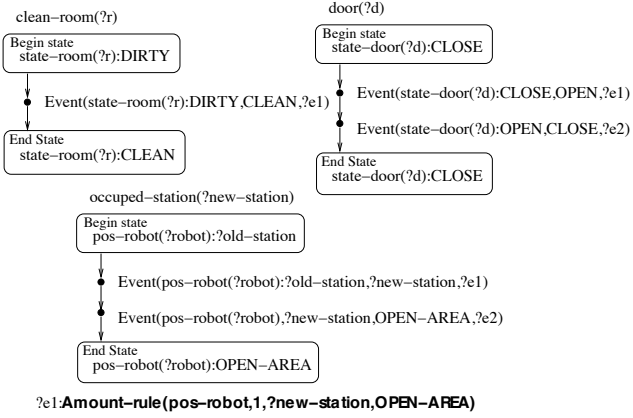 clean−room(?r)
Begin state
state−room(?r):DIRTY
Event(state−room(?r):DIRTY,CLEAN,?e1)
End State
state−room(?r):CLEAN
door(?d)
Begin state
state−door(?d):CLOSE
Event(state−door(?d):CLOSE,OPEN,?e1)
Event(state−door(?d):OPEN,CLOSE,?e2)
End State
state−door(?d):CLOSE
occuped−station(?new−station)
Begin state
pos−robot(?robot):?old−station
Event(pos−robot(?robot):?old−station,?new−station,?e1)
Event(pos−robot(?robot),?new−station,OPEN−AREA,?e2)
End State
pos−robot(?robot):OPEN−AREA
?e1:Amount−rule(pos−robot,1,?new−station,OPEN−AREA)